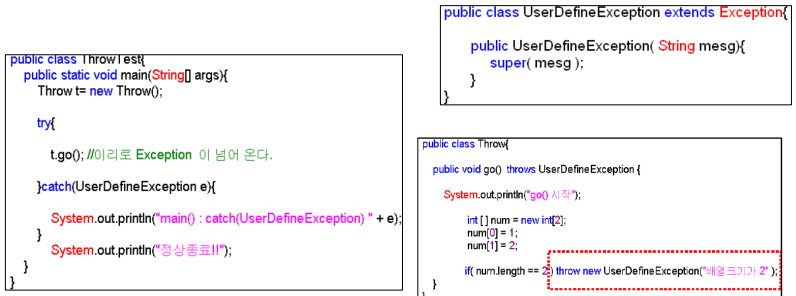 public class UserDefineException extends Exception{
public UserDefineException( String mesg){
super( mesg );
}
}
public class ThrowTest{
public static void main(String[] args){
Throw t= new Throw();
try{
t.go(); //이리로 Exception 이 넘어 온다.
}catch(UserDefineException e){
System.out.println("main() : catch(UserDefineException) " + e);
}
System.out.println("정상종료!!");
}
}
public class Throw{
public void go() throws UserDefineException {
System.out.println("go() 시작");
int [ ] num = new int[2];
num[0] = 1;
num[1] = 2;
if( num.length == 2 ) throw new UserDefineException("배열크기가 2" );
}
}